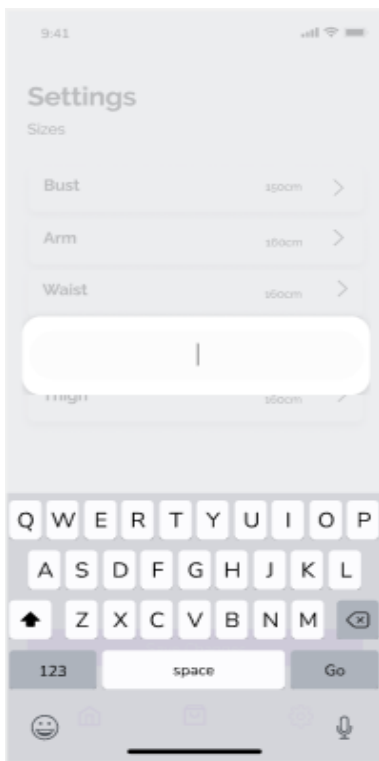 9:41
Settings
Sizes
Bust 150cm
Arm 160cm
Waist 160cm
Thigh 160cm
Q W E R T Y U I O P
A S D F G H J K L
Z X C V B N M
123 space Go